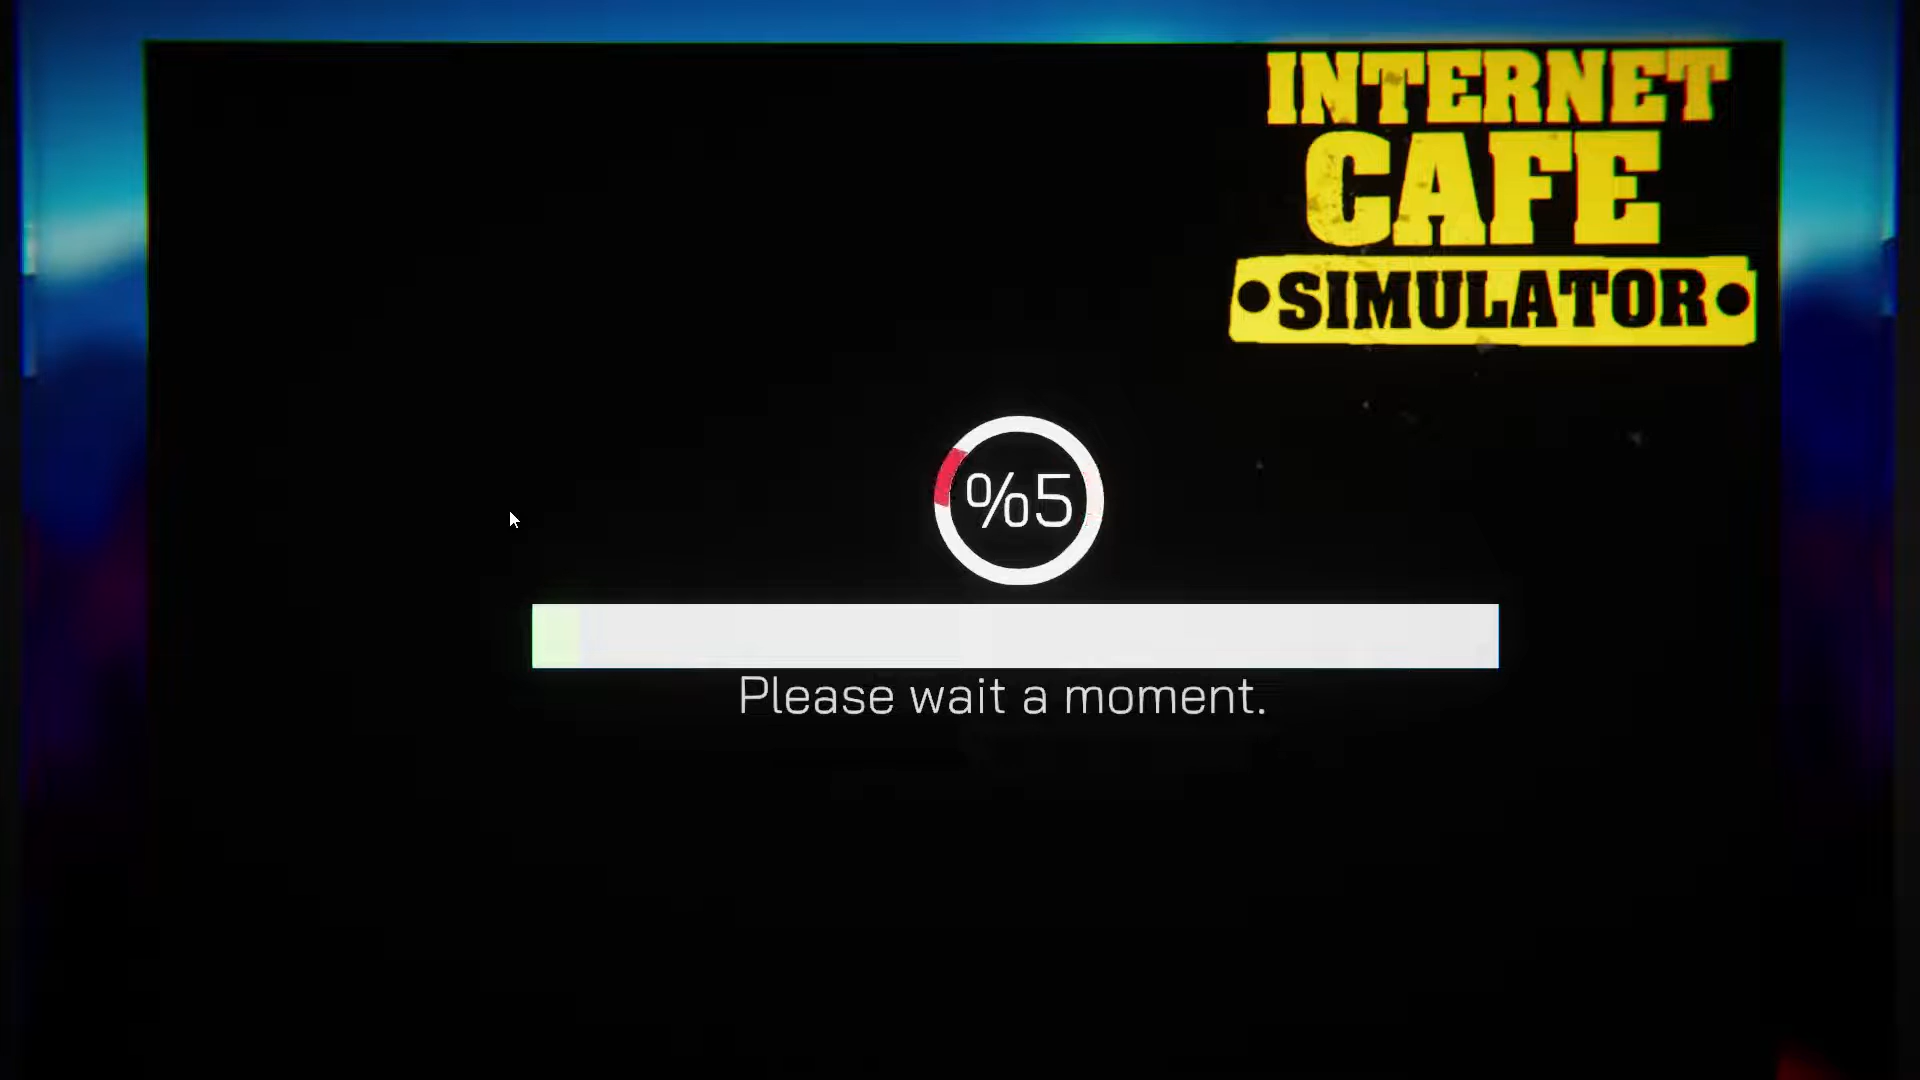 INTERNET
CAFE
SIMULATOR
%5
Please wait a moment.